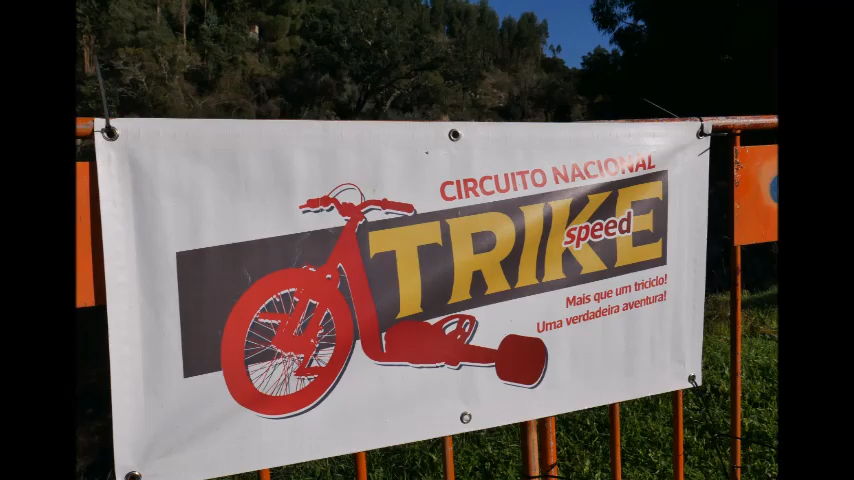 CIRCUITO NACIONAL
TRIKE
speed
Mais que um triciclo!
Uma verdadeira aventura!